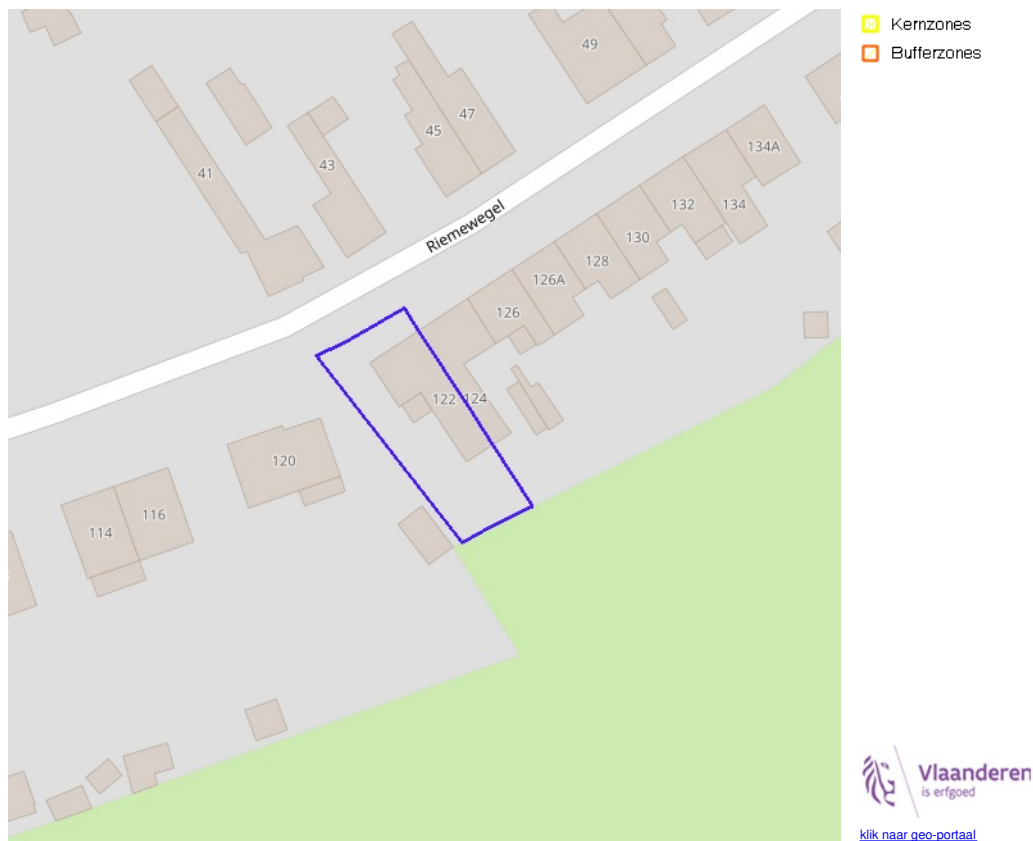 Kernzones
Bufferzones
49
47
45
43
41
134A
134
132
130
128
126A
126
Riemewegel
122
124
120
116
114
Vlaanderen
is erfgoed
klik naar geo-portaal